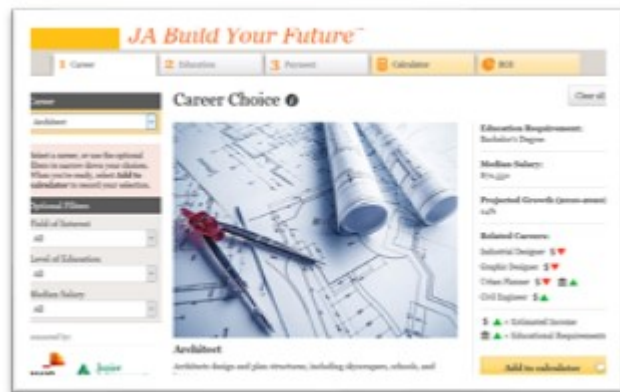 JA Build Your Future™
1 Career
2 Education
3 Payment
Calculator
ROI
Career
Architect
Select a career, or use the optional
filters to narrow down your choices.
When you're ready, select Add to
calculator to record your selection.
Optional Filters
Field of Interest
All
Level of Education
All
Median Salary
All
Career Choice
Clear all
Education Requirement:
Bachelor's Degree
Median Salary:
Projected Growth
24%
Related Careers:
Industrial Designer $
Graphic Designer $
Urban Planner $
Civil Engineer $
$ = Estimated Income
= Educational Requirements
Add to calculator
Architect
Architects design and plan structures, including skyscrapers, schools, and
Junior